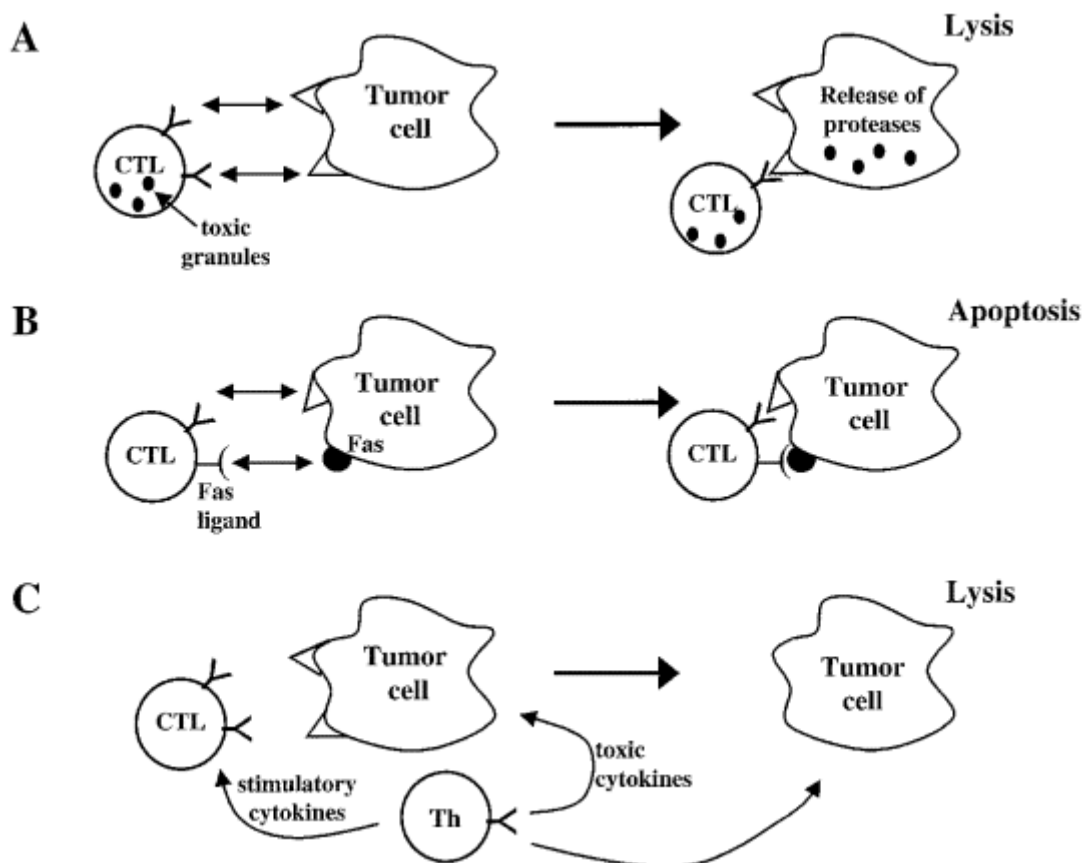 A
Lysis
Tumor
cell
CTL
toxic
granules
Release of
proteases
CTL
B
Apoptosis
Tumor
cell
Fas
CTL
Fas
ligand
Tumor
cell
CTL
C
Lysis
Tumor
cell
CTL
stimulatory
cytokines
Th
toxic
cytokines
Tumor
cell